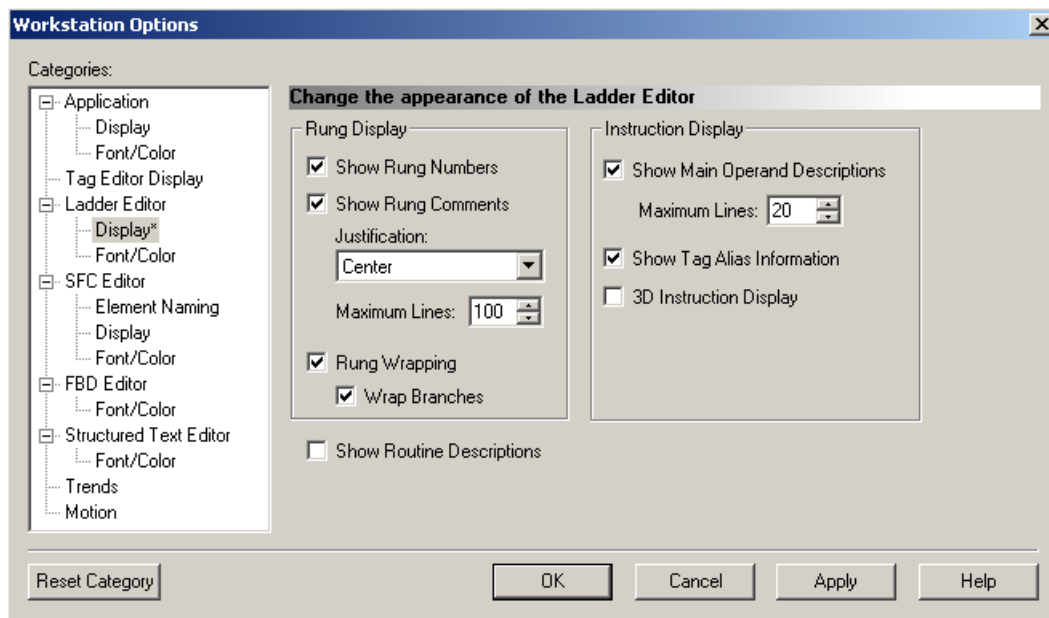 Workstation Options
Categories:
Application
Display
Font/Color
Tag Editor Display
Ladder Editor
Display*
Font/Color
SFC Editor
Element Naming
Display
Font/Color
FBD Editor
Font/Color
Structured Text Editor
Font/Color
Trends
Motion
Change the appearance of the Ladder Editor
Rung Display
Show Rung Numbers
Show Rung Comments
Justification:
Center
Maximum Lines: 100
Rung Wrapping
Wrap Branches
Show Routine Descriptions
Instruction Display
Show Main Operand Descriptions
Maximum Lines: 20
Show Tag Alias Information
3D Instruction Display
Reset Category
OK
Cancel
Apply
Help